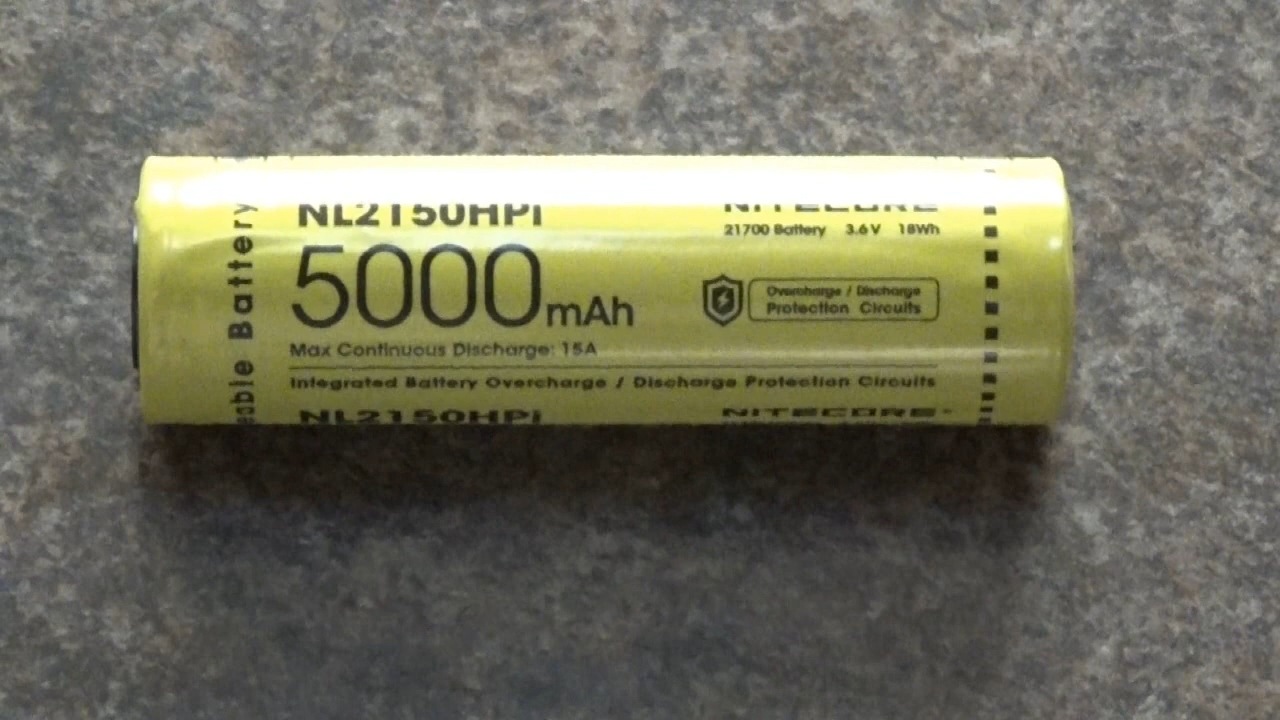 able Battery
NL2150HPi
5000mAh
Max Continuous Discharge: 15A
NITECORE
21700 Battery 3.6V 18Wh
Overcharge / Discharge
Protection Circuits
Integrated Battery Overcharge / Discharge Protection Circuits
NL2150HPi
NITECORE